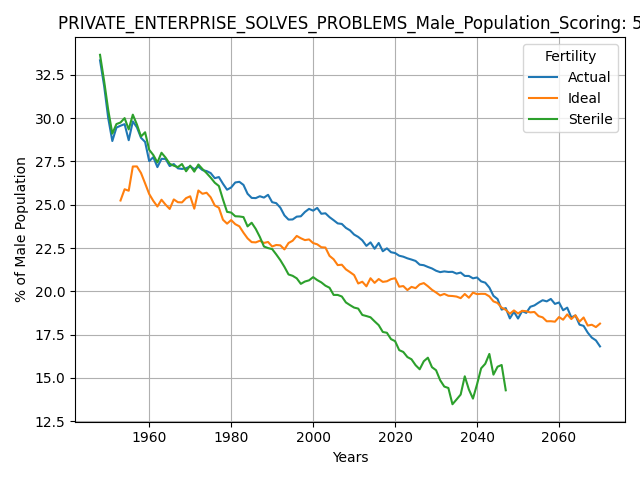 PRIVATE_ENTERPRISE_SOLVES_PROBLEMS_Male_Population_Scoring: 5
Fertility
Actual
Ideal
Sterile
% of Male Population
32.5
30.0
27.5
25.0
22.5
20.0
17.5
15.0
12.5
1960 1980 2000 2020 2040 2060
Years